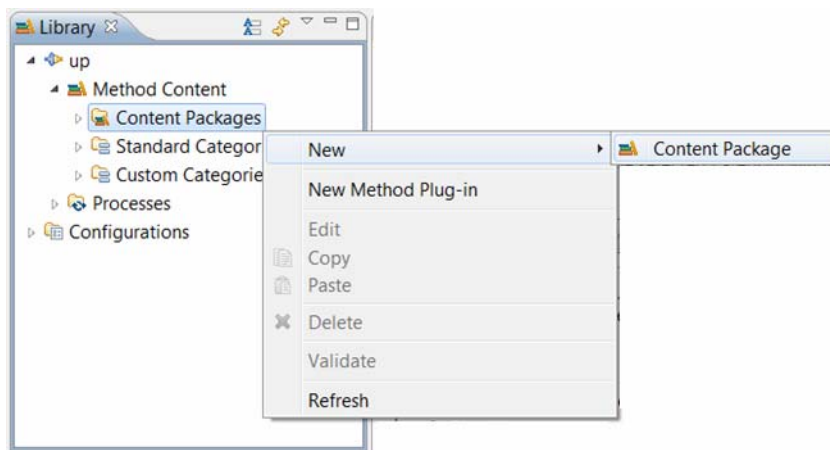 Library
up
Method Content
Content Packages
Standard Categor
Custom Categorie
Processes
Configurations
New
New Method Plug-in
Edit
Copy
Paste
Delete
Validate
Refresh
Content Package